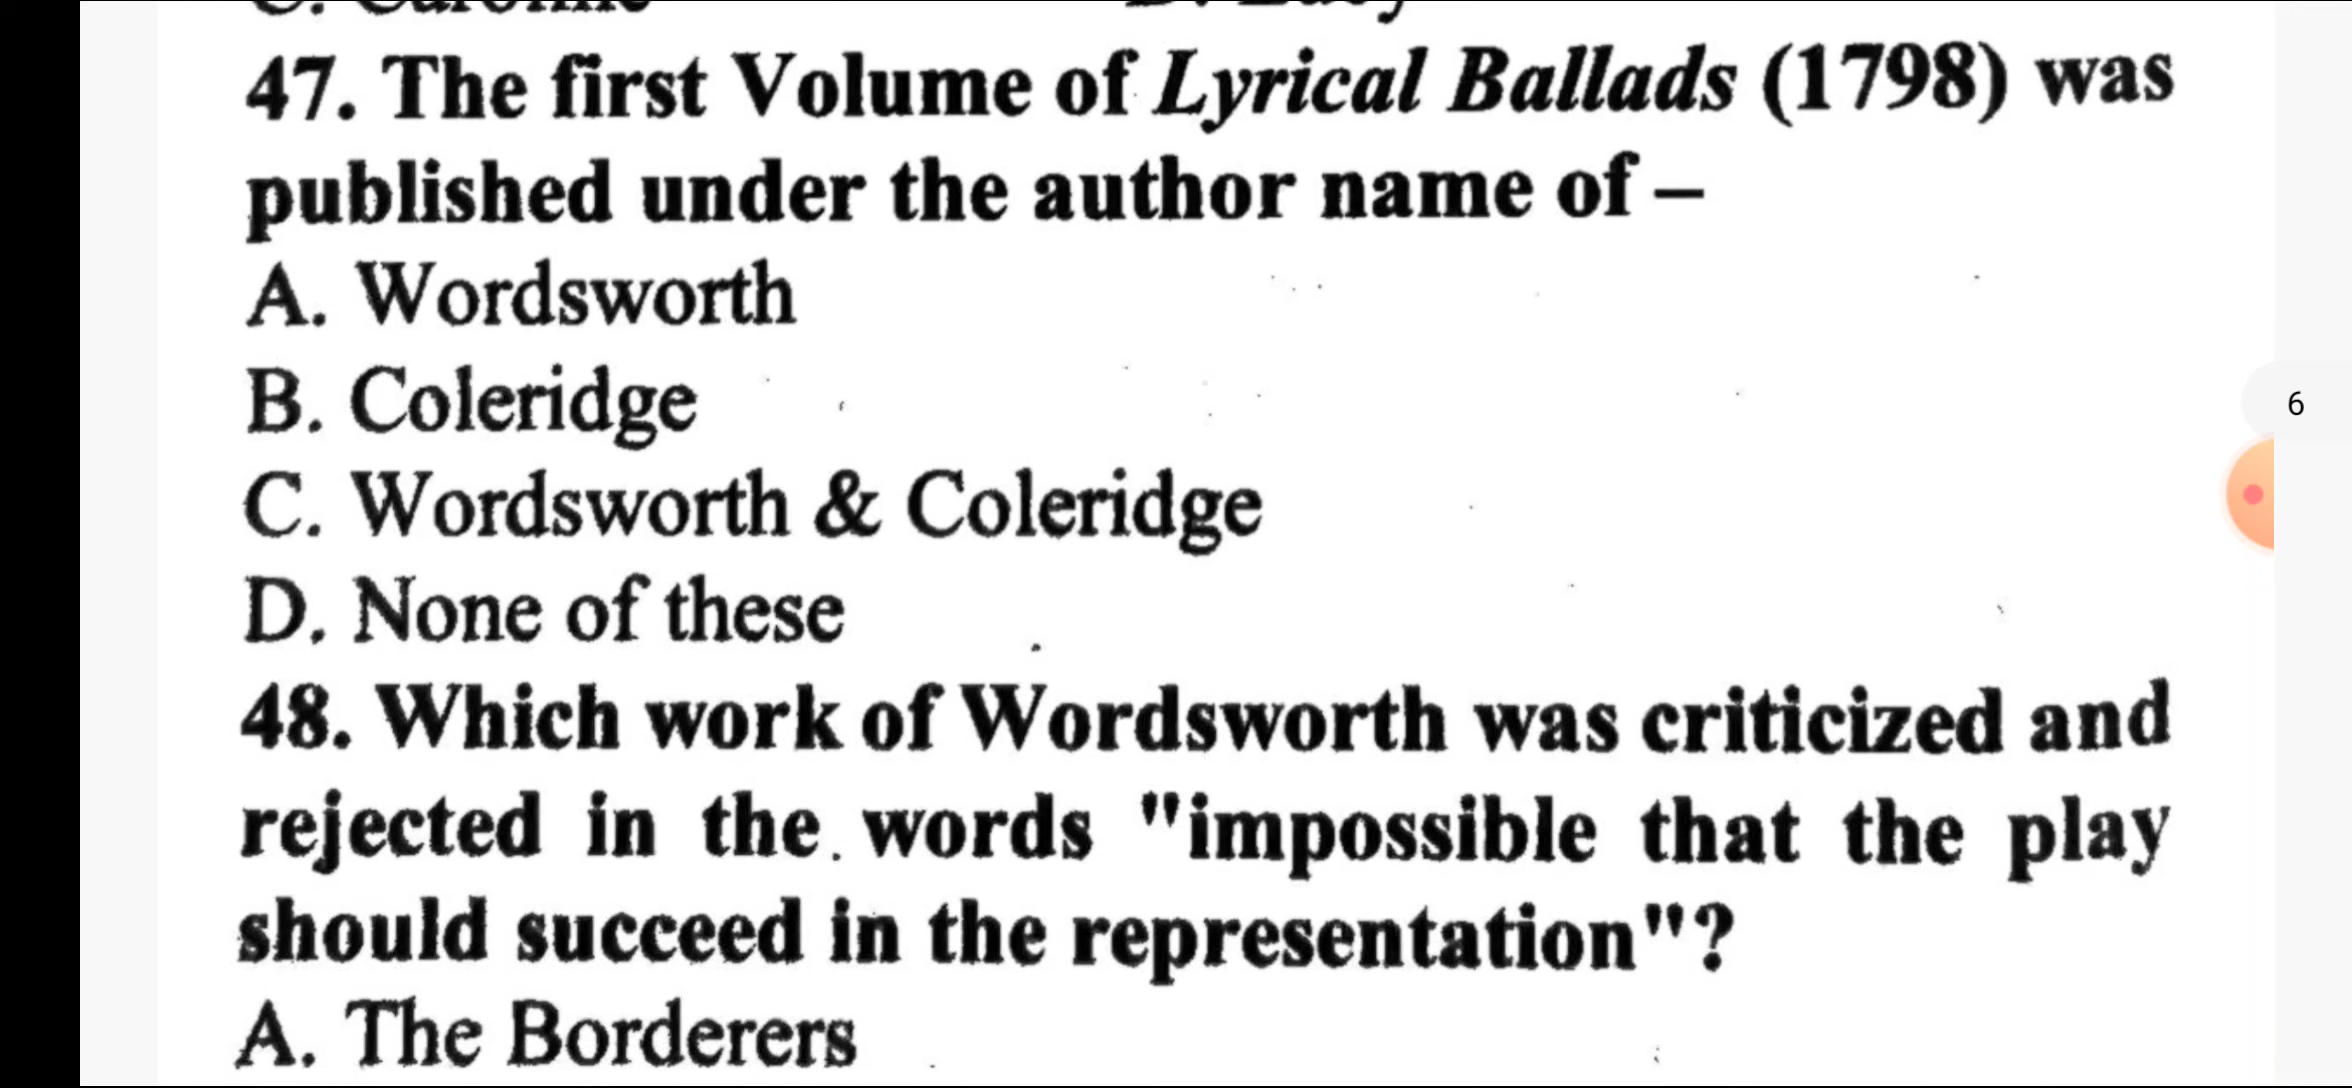 47. The first Volume of Lyrical Ballads (1798) was
published under the author name of –
A. Wordsworth
B. Coleridge
C. Wordsworth & Coleridge
D. None of these
48. Which work of Wordsworth was criticized and
rejected in the words "impossible that the play
should succeed in the representation"?
A. The Borderers
6